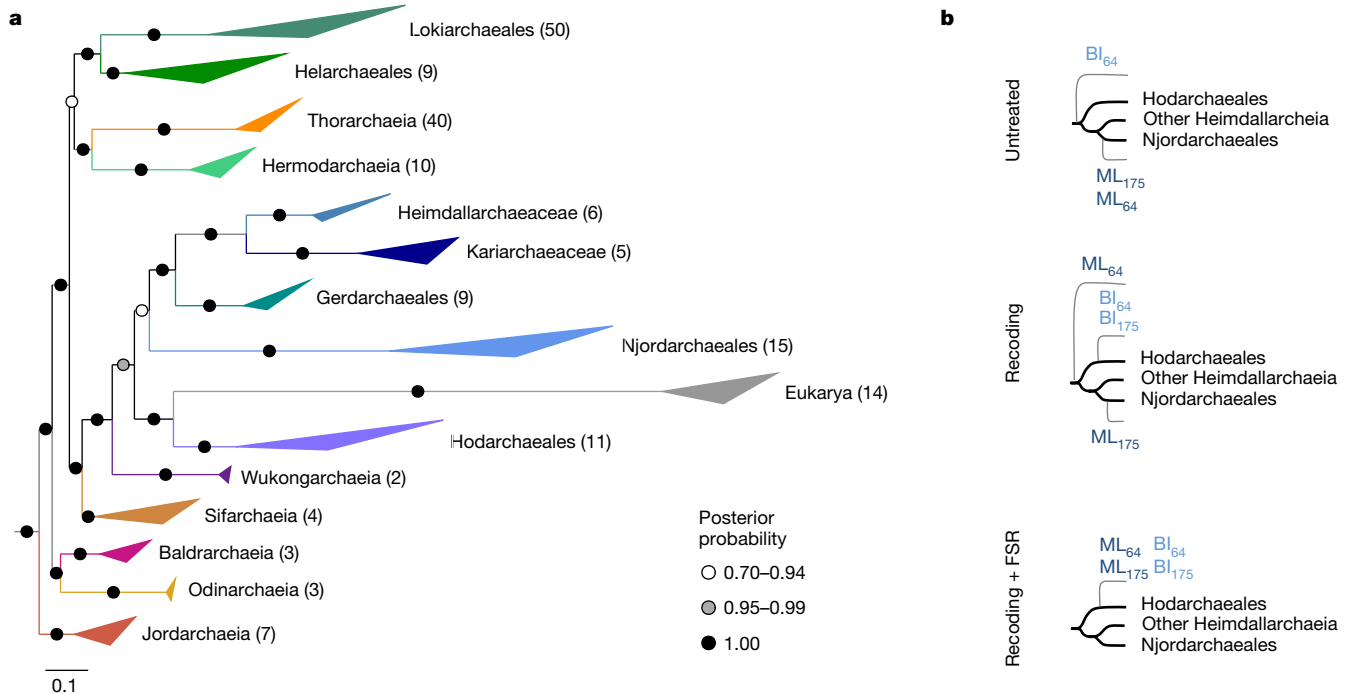 a
Lokiarchaeales (50)
Helarchaeales (9)
Thorarchaeia (40)
Hermodarchaeia (10)
Heimdallarchaeaceae (6)
Kariarchaeaceae (5)
Gerdarchaeales (9)
Njordarchaeales (15)
Eukarya (14)
Hodarchaeales (11)
Wukongarchaeia (2)
Sifarchaeia (4)
Baldrarchaeia (3)
Odinarchaeia (3)
Jordarchaeia (7)
0.1
Posterior
probability
0.70–0.94
0.95–0.99
1.00
b
Untreated
BI64
Hodarchaeales
Other Heimdallarcheia
Njordarchaeales
ML175
ML64
Recoding
ML64
BI64
BI175
Hodarchaeales
Other Heimdallarchaeia
Njordarchaeales
ML175
Recoding + FSR
ML64 BI64
ML175 BI175
Hodarchaeales
Other Heimdallarchaeia
Njordarchaeales